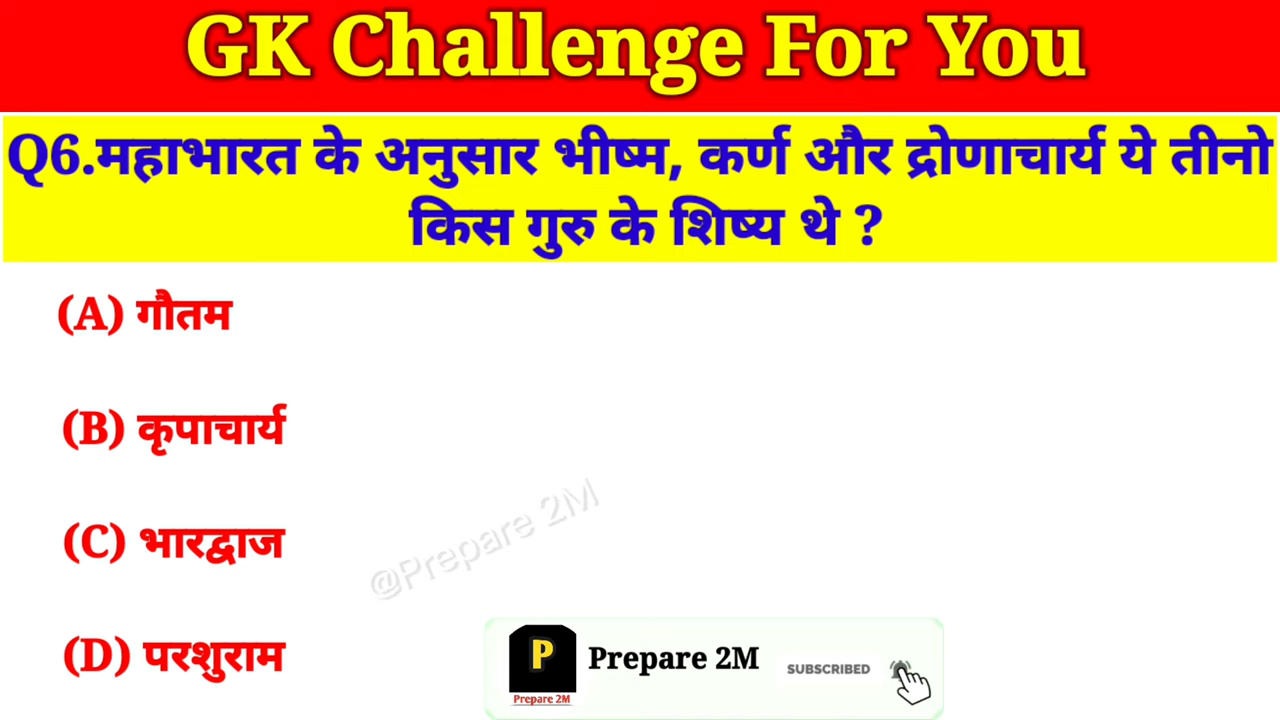 GK Challenge For You
Q6.महाभारत के अनुसार भीष्म, कर्ण और द्रोणाचार्य ये तीनो
किस गुरु के शिष्य थे ?
(A) गौतम
(B) कृपाचार्य
(C) भारद्वाज
(D) परशुराम
@Prepare 2M
P
Prepare 2M
Prepare 2M
SUBSCRIBED